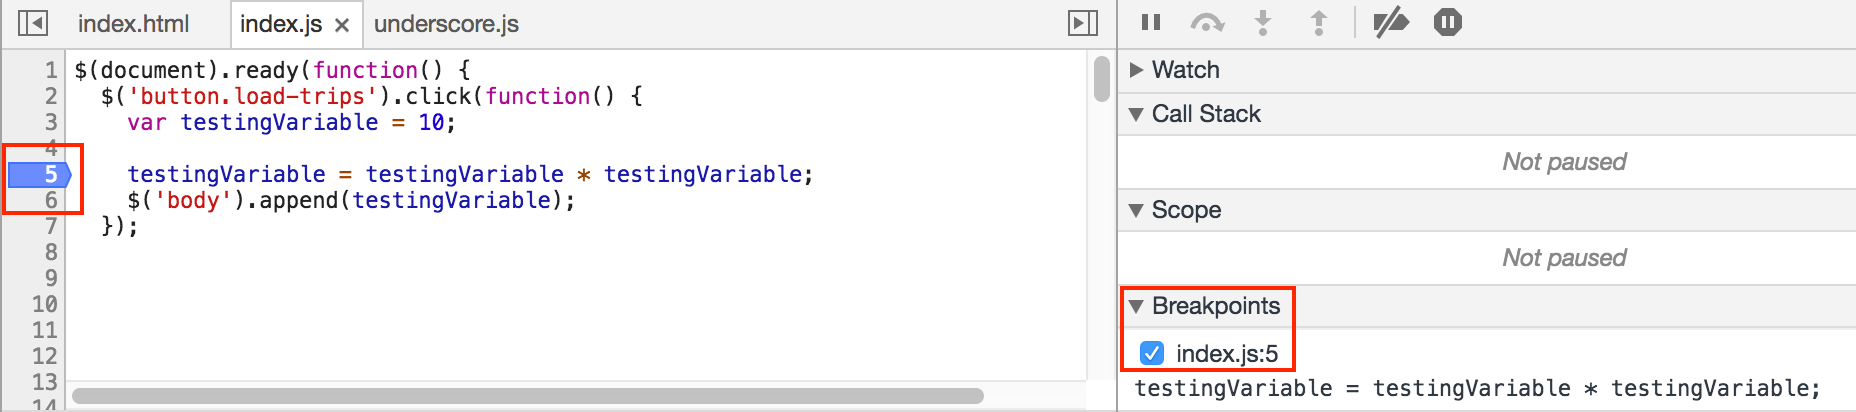 index.html index.js × underscore.js
1 $(document).ready(function() {
2 $('button.load-trips').click(function() {
3 var testingVariable = 10;
4
5 testingVariable = testingVariable * testingVariable;
6 $('body').append(testingVariable);
7 });
8
9
10
11
12
13
14
Watch
Call Stack
Not paused
Scope
Not paused
Breakpoints
index.js:5
testingVariable = testingVariable * testingVariable;